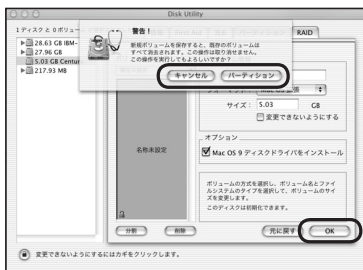 Disk Utility
1 ディスク と 0 ボリュー
28.63 GB IBM-
27.96 GB
5.03 GB Centur
217.93 MB
警告！
新規ボリュームを保存すると、既存のボリュームは
すべて消去されます。この操作は取り消せません。
この操作を実行してもよろしいですか？
キャンセル
パーティション
RAID
名称未設定
サイズ：
5.03
GB
変更できないようにする
オプション
Mac OS 9 ディスクドライバをインストール
ボリュームの方式を選択し、ボリューム名とファイ
ルシステムのタイプを選択して、ボリュームのサイ
ズを変更します。
このディスクは初期化できます。
分割
削除
元に戻す
OK
変更できないようにするにはカギをクリックします。